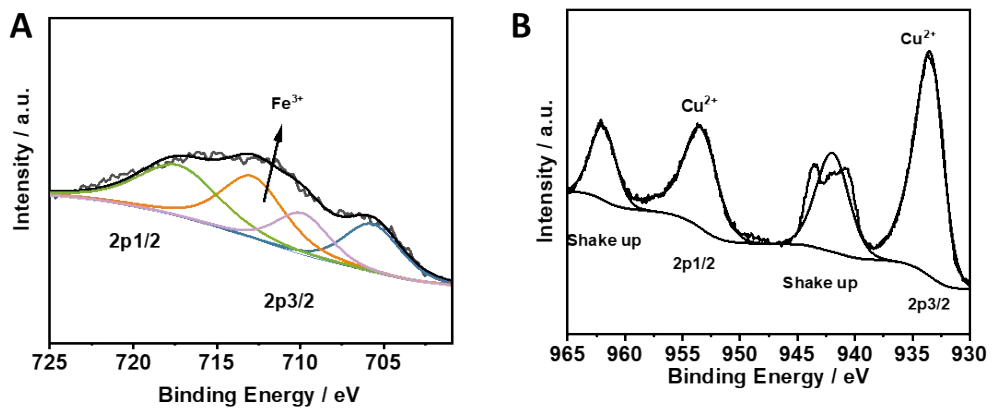 A
Intensity / a.u.
Fe³⁺
2p1/2
2p3/2
725 720 715 710 705
Binding Energy / eV
B
Intensity / a.u.
Cu²⁺
Cu²⁺
Shake up
2p1/2
Shake up
2p3/2
965 960 955 950 945 940 935 930
Binding Energy / eV